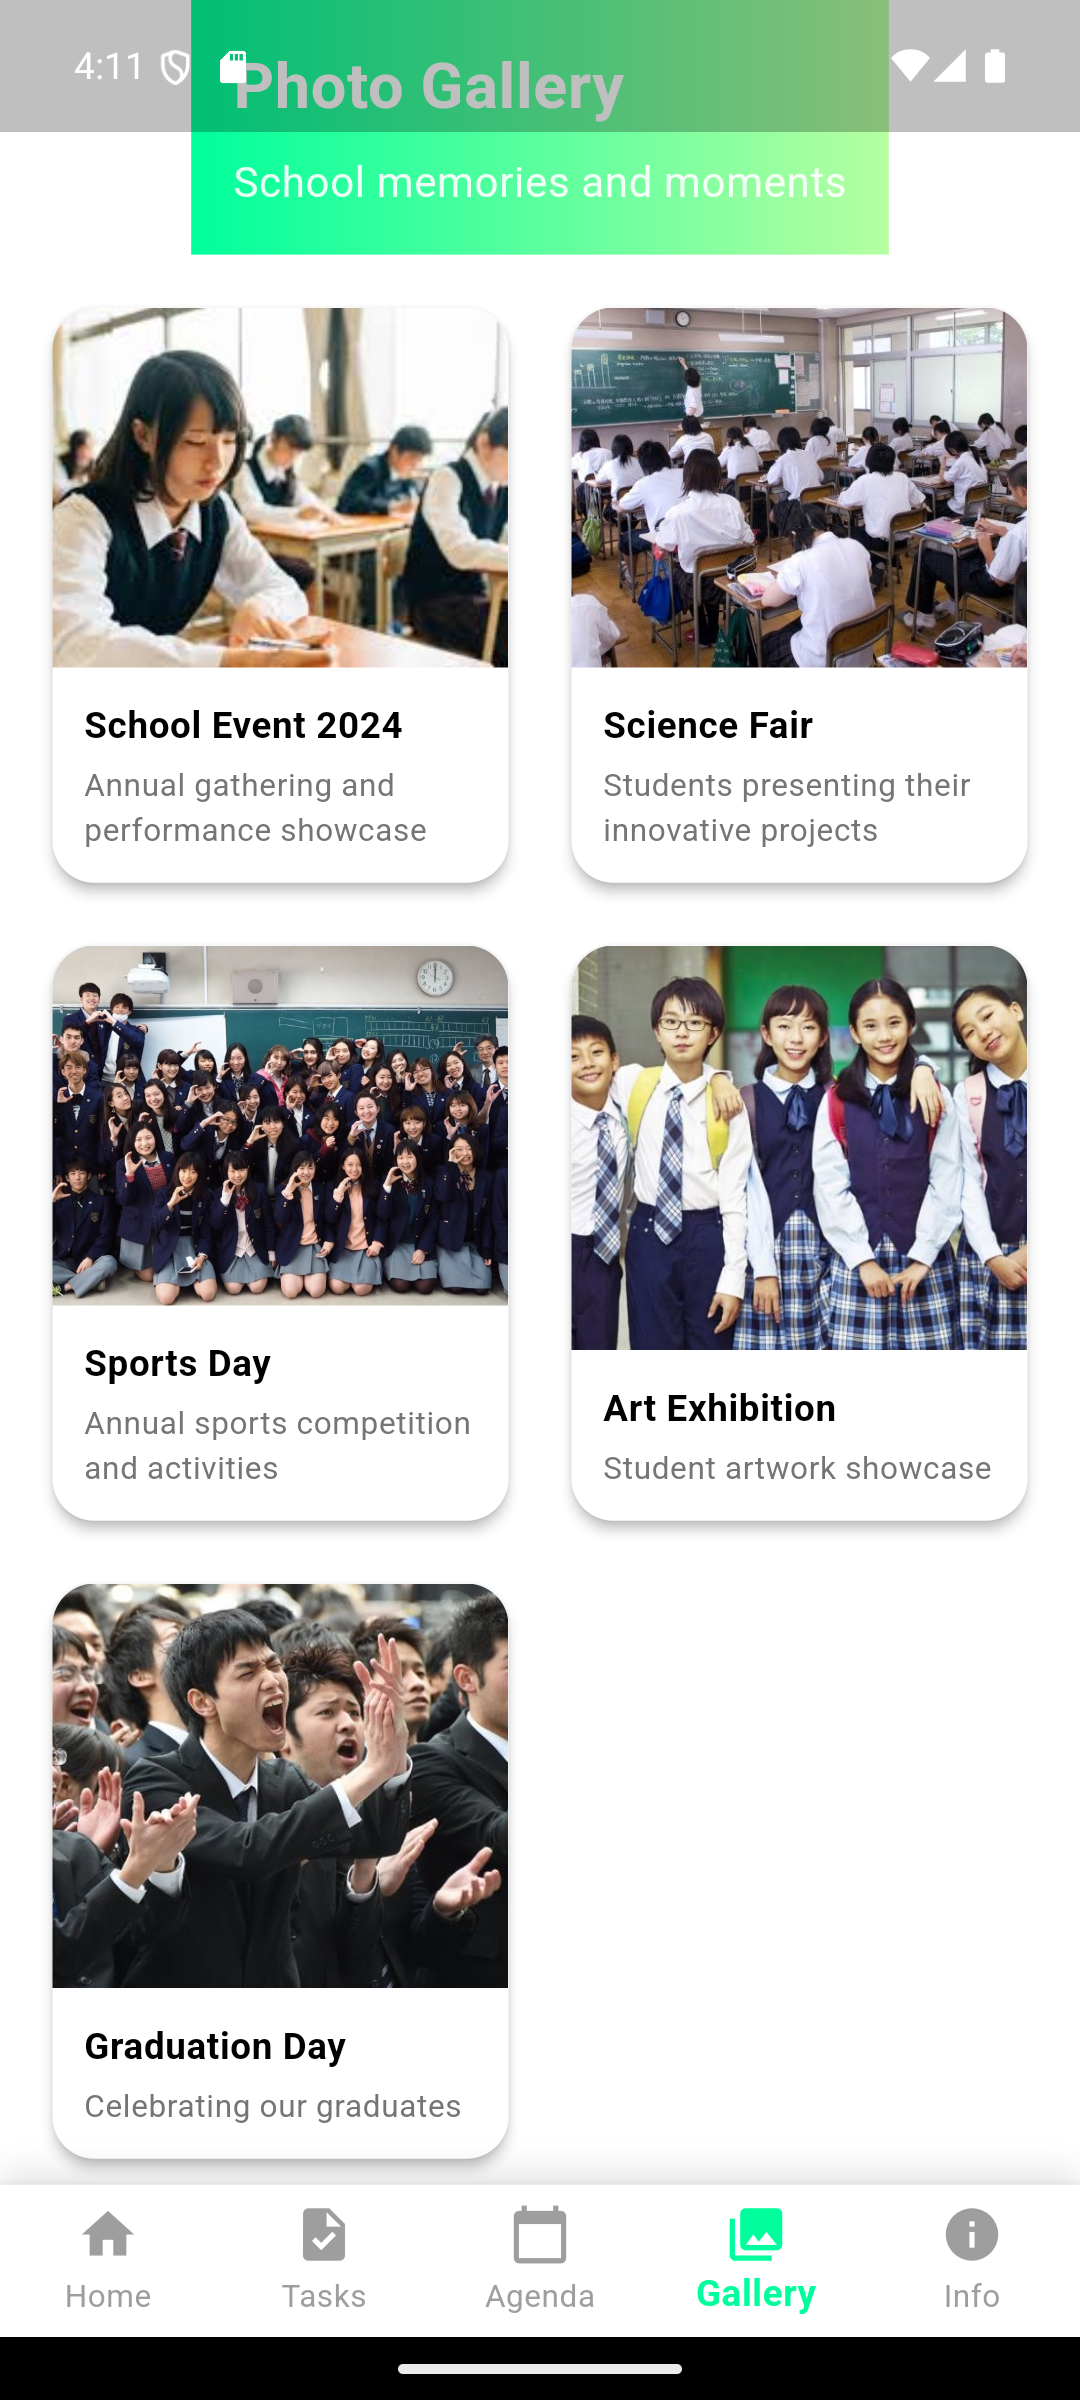 4:11
Photo Gallery
School memories and moments
School Event 2024
Annual gathering and
performance showcase
Science Fair
Students presenting their
innovative projects
Sports Day
Annual sports competition
and activities
Art Exhibition
Student artwork showcase
Graduation Day
Celebrating our graduates
Home
Tasks
Agenda
Gallery
Info